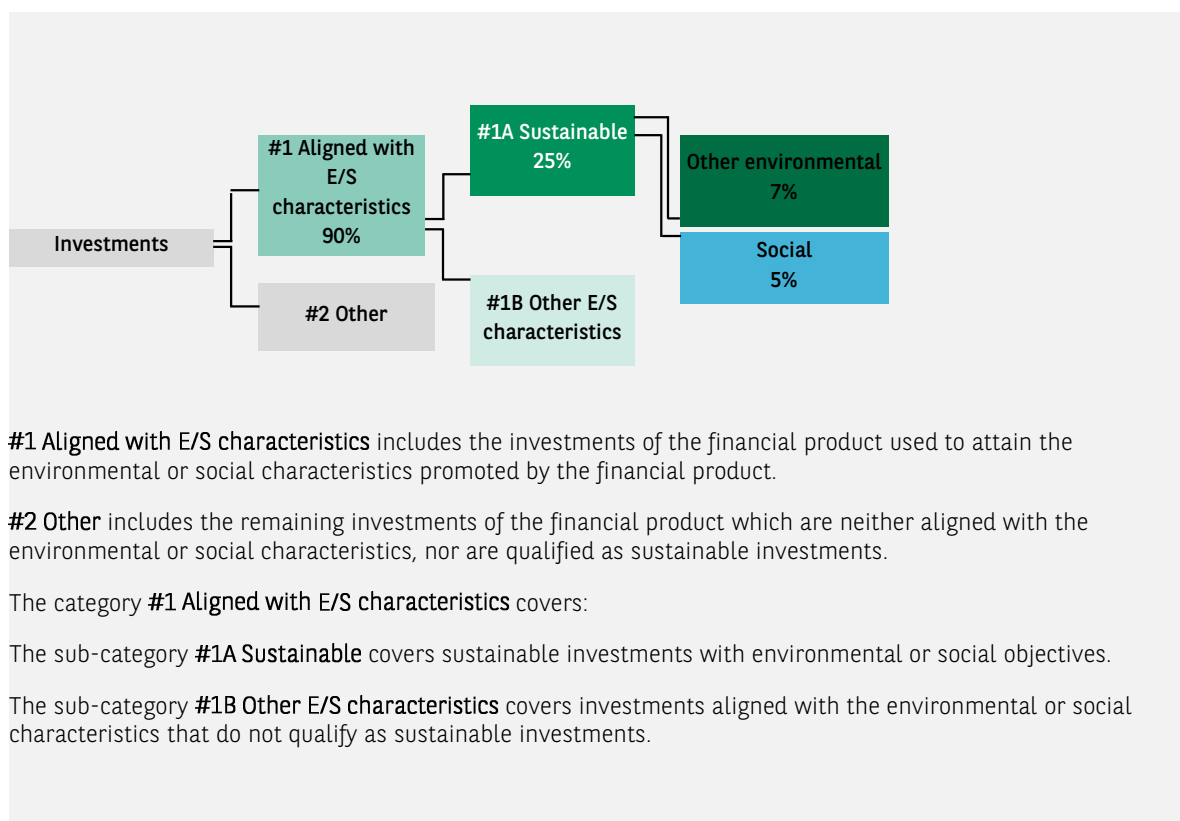 #1A Sustainable
25%
#1 Aligned with
E/S
characteristics
90%
Other environmental
7%
Investments
Social
5%
#2 Other
#1B Other E/S
characteristics
#1 Aligned with E/S characteristics includes the investments of the financial product used to attain the
environmental or social characteristics promoted by the financial product.
#2 Other includes the remaining investments of the financial product which are neither aligned with the
environmental or social characteristics, nor are qualified as sustainable investments.
The category #1 Aligned with E/S characteristics covers:
The sub-category #1A Sustainable covers sustainable investments with environmental or social objectives.
The sub-category #1B Other E/S characteristics covers investments aligned with the environmental or social
characteristics that do not qualify as sustainable investments.